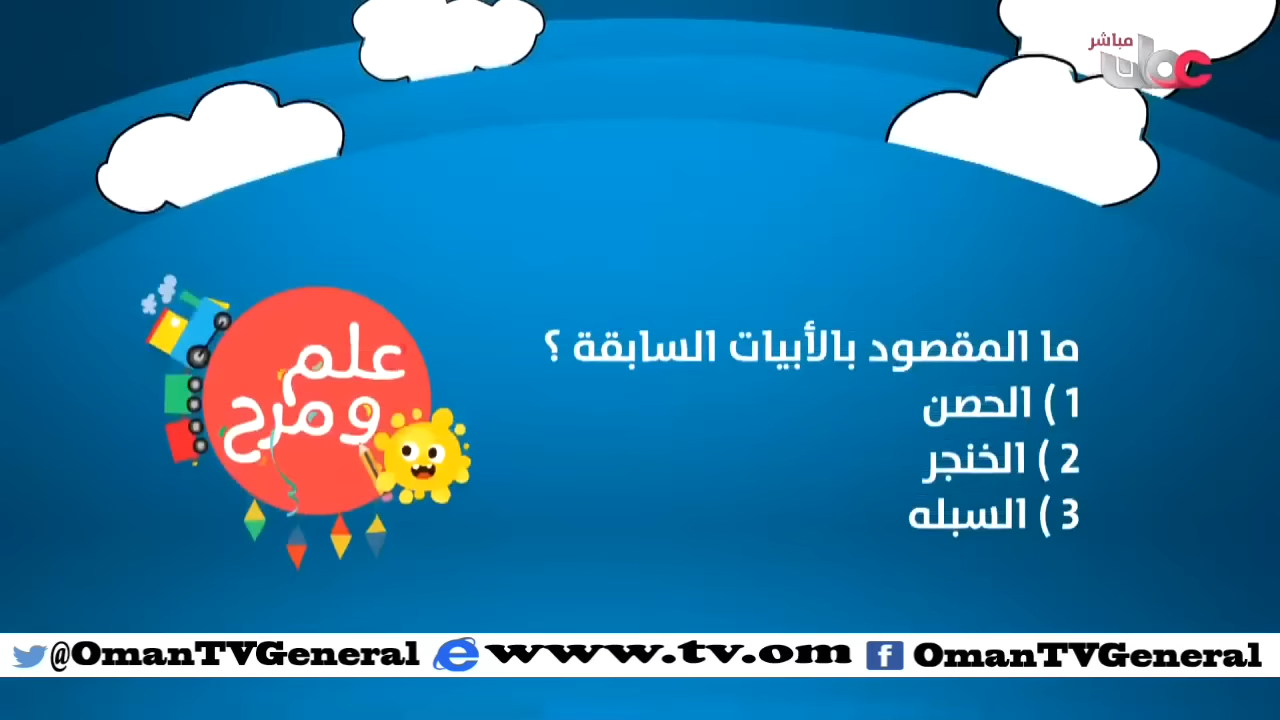 مباشر
علم
ومرح
ما المقصود بالأبيات السابقة ؟
1 ) الحصن
2 ) الخنجر
3 ) السبله
@OmanTVGeneral www.tv.om f OmanTVGeneral